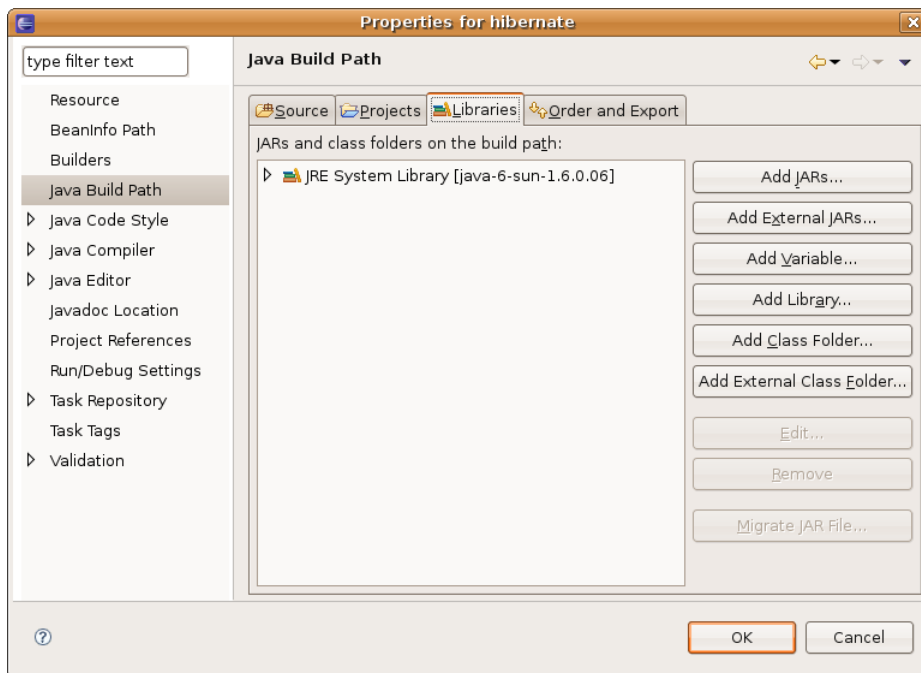 Properties for hibernate
type filter text
Resource
BeanInfo Path
Builders
Java Build Path
Java Code Style
Java Compiler
Java Editor
Javadoc Location
Project References
Run/Debug Settings
Task Repository
Task Tags
Validation
Java Build Path
Source Projects Libraries Order and Export
JARs and class folders on the build path:
JRE System Library [java-6-sun-1.6.0.06]
Add JARs...
Add External JARs...
Add Variable...
Add Library...
Add Class Folder...
Add External Class Folder...
Edit...
Remove
Migrate JAR File...
OK Cancel